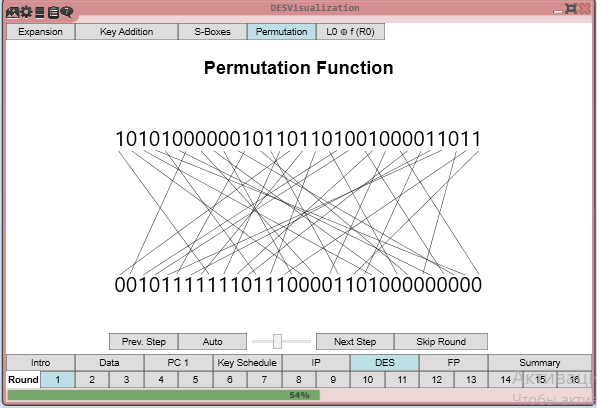 DESVisualization
Expansion Key Addition S-Boxes Permutation L0 ⊕ f (R0)
Permutation Function
10101000000101101101001000011011
00101111111011100001101000000000
Prev. Step Auto Next Step Skip Round
Intro Data PC 1 Key Schedule IP DES FP Summary
Round 1 2 3 4 5 6 7 8 9 10 11 12 13 14 15 16
54%